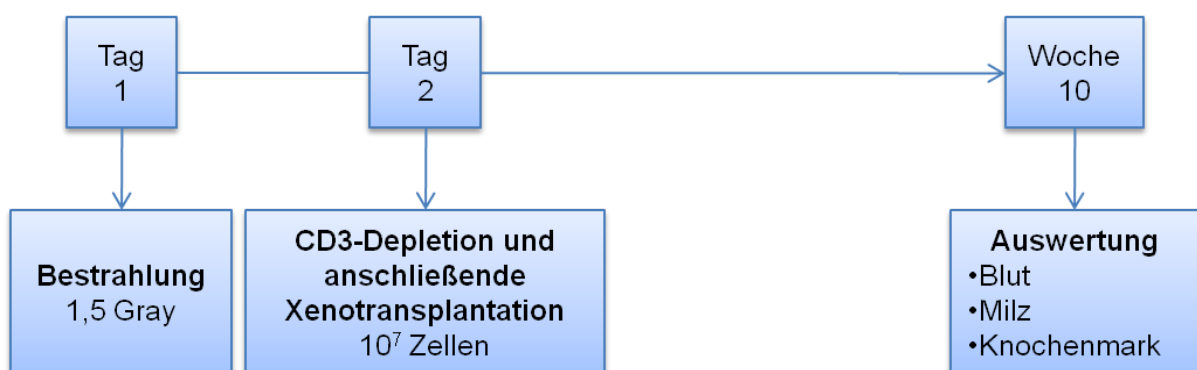 Tag
1
Tag
2
Woche
10
Bestrahlung
1,5 Gray
CD3-Depletion und
anschließende
Xenotransplantation
10⁷ Zellen
Auswertung
•Blut
•Milz
•Knochenmark